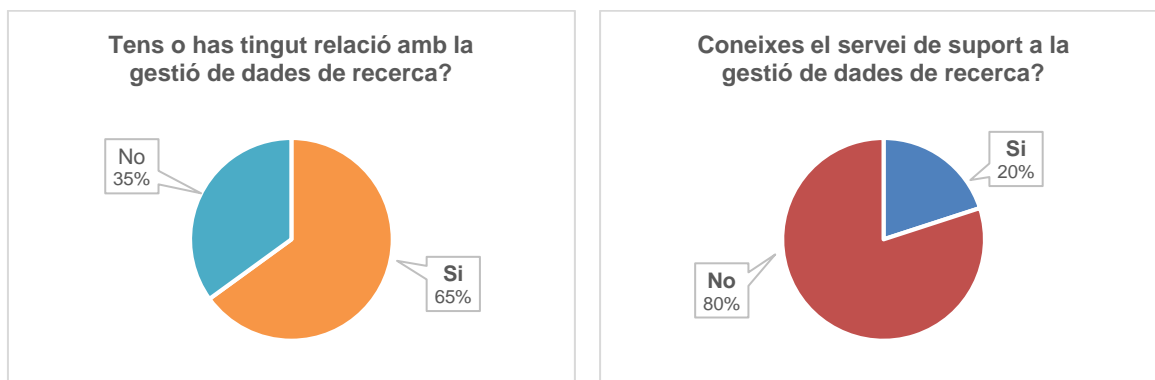 Tens o has tingut relació amb la
gestió de dades de recerca?
No
35%
Si
65%
Coneixes el servei de suport a la
gestió de dades de recerca?
Si
20%
No
80%